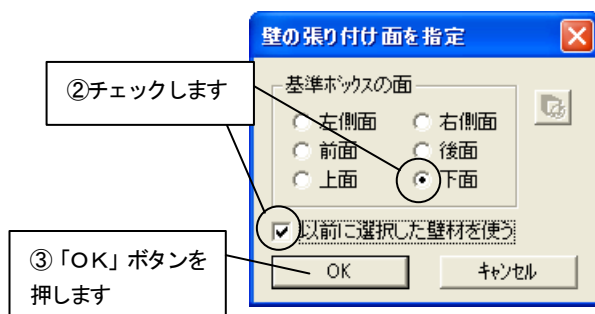 壁の張り付け面を指定
②チェックします
基準ボックスの面
左側面
右側面
前面
後面
上面
下面
以前に選択した壁材を使う
③「OK」ボタンを
押します
OK
キャンセル